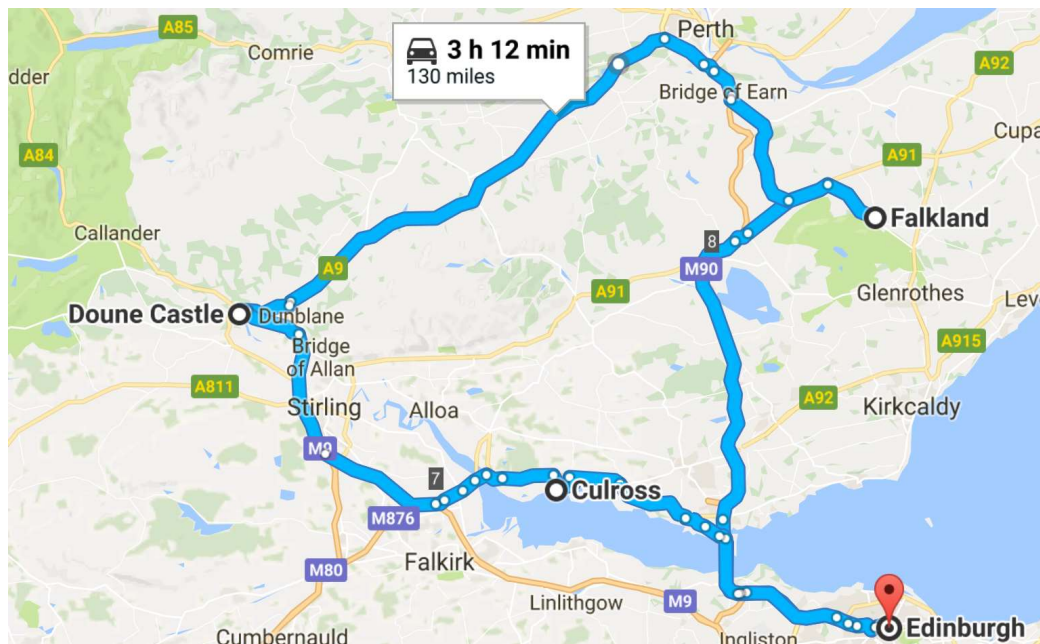 A85
Perth
3 h 12 min
130 miles
Comrie
A92
dder
Bridge of Earn
Cupa
A84
A91
Falkland
Callander
8
M90
A9
A91
Glenrothes
Leve
Doune Castle
Dunblane
Bridge
of Allan
A915
A811
Stirling
Alloa
A92
Kirkcaldy
M9
7
Culross
M876
Falkirk
M80
Linlithgow
M9
Edinburgh
Cumbernauld
Ingliston